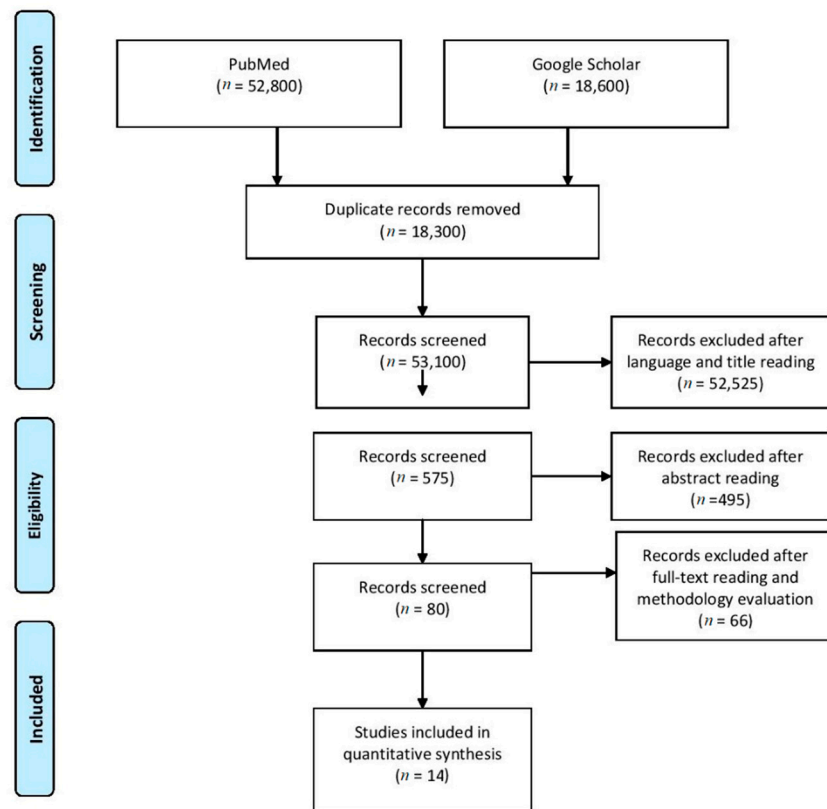 Identification
PubMed
(n = 52,800)
Google Scholar
(n = 18,600)
Duplicate records removed
(n = 18,300)
Screening
Records screened
(n = 53,100)
Records excluded after
language and title reading
(n = 52,525)
Eligibility
Records screened
(n = 575)
Records excluded after
abstract reading
(n =495)
Records screened
(n = 80)
Records excluded after
full-text reading and
methodology evaluation
(n = 66)
Included
Studies included in
quantitative synthesis
(n = 14)